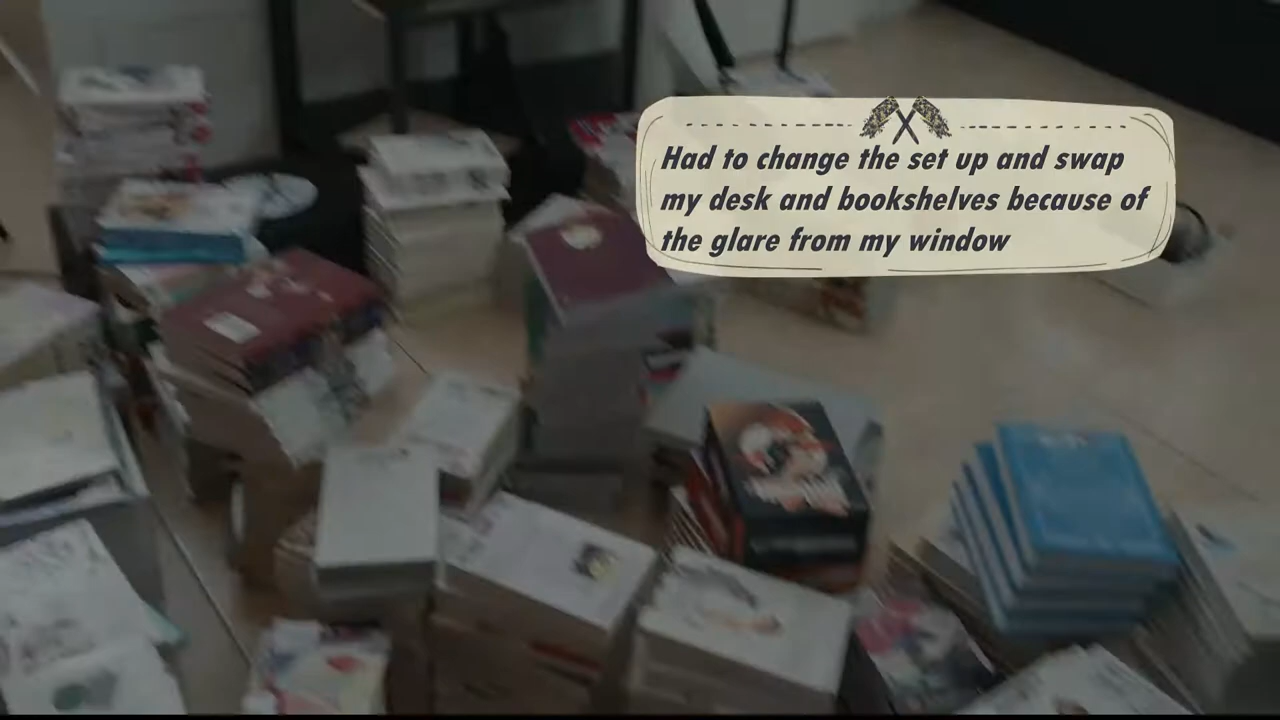 Had to change the set up and swap
my desk and bookshelves because of
the glare from my window